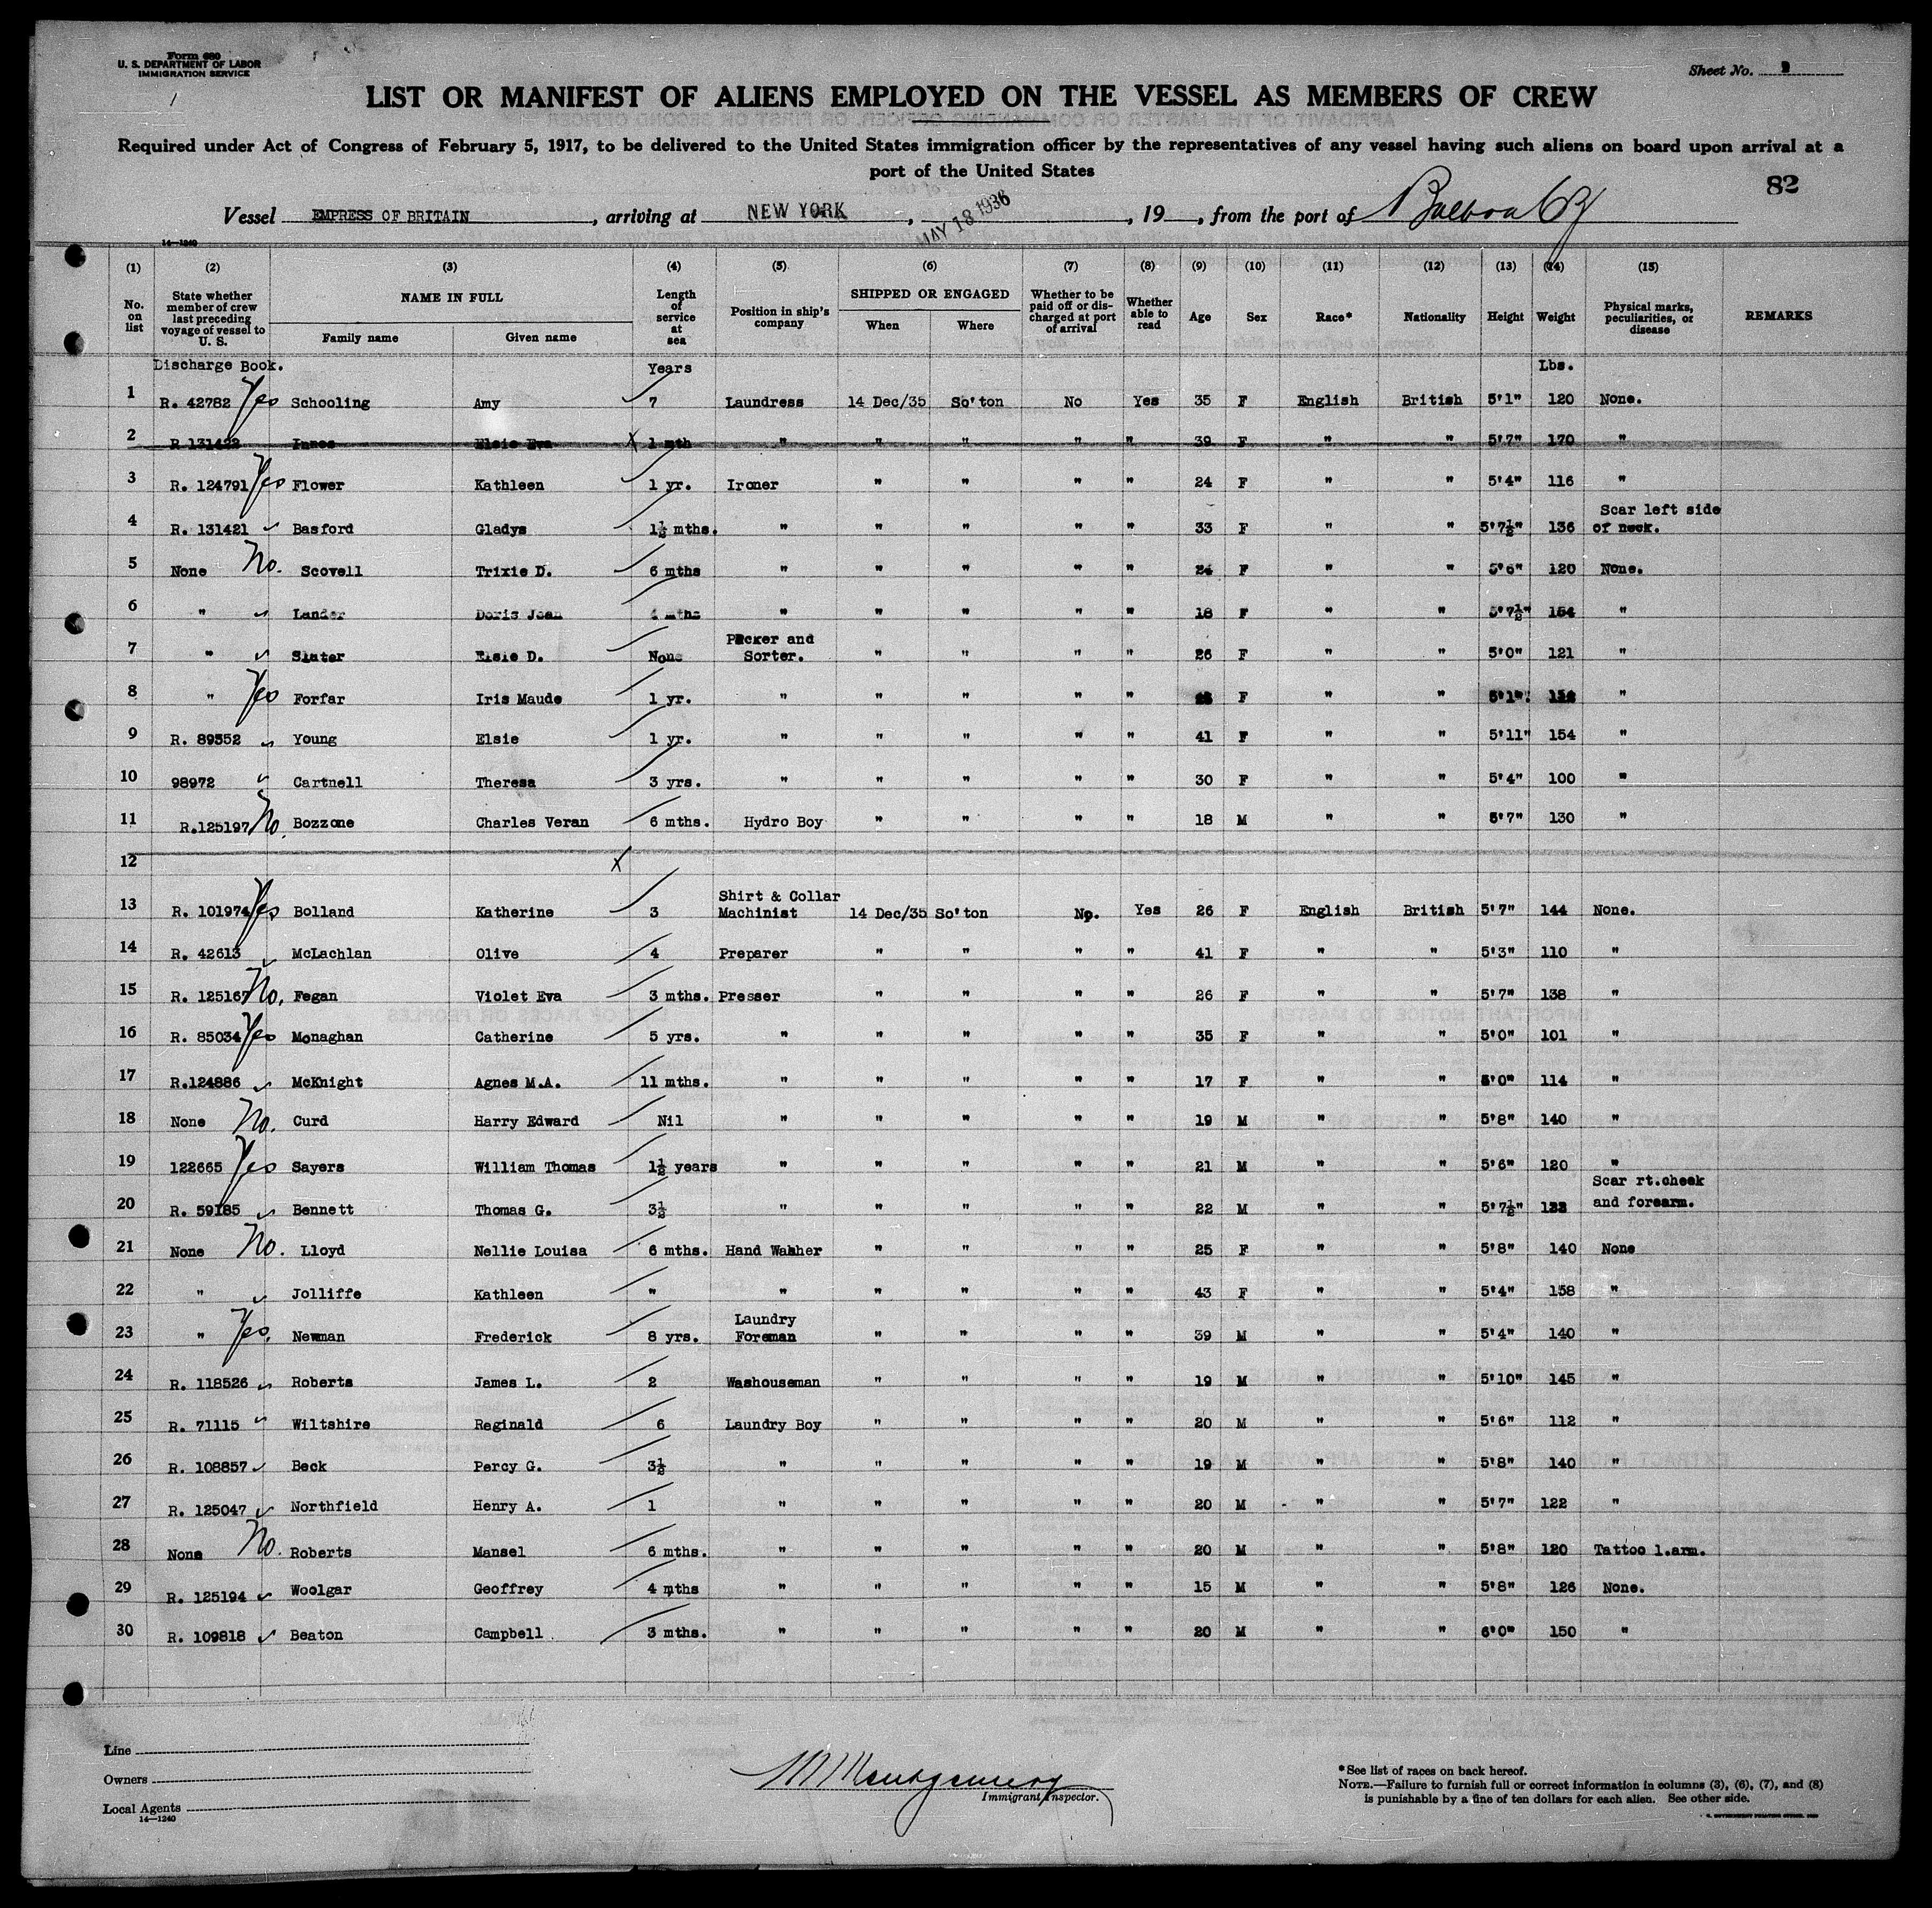 Form 680
U. S. DEPARTMENT OF LABOR
IMMIGRATION SERVICE
Sheet No.
LIST OR MANIFEST OF ALIENS EMPLOYED ON THE VESSEL AS MEMBERS OF CREW
Required under Act of Congress of February 5, 1917, to be delivered to the United States immigration officer by the representatives of any vessel having such aliens on board upon arrival at a
port of the United States
82
Vessel EMPRESS OF BRITAIN, arriving at NEW YORK, MAY 18 1936, 19, from the port of Balboa CZ
14—1240
(1) (2) (3) (4) (5) (6) (7) (8) (9) (10) (11) (12) (13) (14) (15)
No. on list State whether member of crew last preceding voyage of vessel to U. S. NAME IN FULL Family name Given name Length of service at sea Position in ship's company SHIPPED OR ENGAGED When Where Whether to be paid off or discharged at port of arrival Whether able to read Age Sex Race* Nationality Height Weight Physical marks, peculiarities, or disease REMARKS
Discharge Book. Years Lbs.
1 R. 42782 Yes Schooling Amy 7 Laundress 14 Dec/35 So'ton No Yes 35 F English British 5'1" 120 None.
2 R 131423 Innes Elsie Eva X 1 mth " " " " " 39 F " " 5'7" 170 "
3 R. 124791 Yes Flower Kathleen 1 yr. Ironer " " " " 24 F " " 5'4" 116 "
4 R. 131421 ✓ Basford Gladys 1½ mths. " " " " " 33 F " " 5'7½" 136 Scar left side of neck.
5 None No. Scovell Trixie D. 6 mths " " " " " 24 F " " 5'6" 120 None.
6 " ✓ Lander Doris Jean 4 mths " " " " " 18 F " " 5'7½" 154 "
7 " ✓ Slater Elsie D. None Packer and Sorter. " " " " 26 F " " 5'0" 121 "
8 " Yes Forfar Iris Maude 1 yr. " " " " " F " " 5'1". "
9 R. 89352 ✓ Young Elsie 1 yr. " " " " " 41 F " " 5'11" 154 "
10 98972 ✓ Cartnell Theresa 3 yrs. " " " " " 30 F " " 5'4" 100 "
11 R.125197 No. Bozzone Charles Veran 6 mths. Hydro Boy " " " " 18 M " " 5'7" 130 "
12 X
13 R. 101974 Yes Bolland Katherine 3 Shirt & Collar Machinist 14 Dec/35 So'ton No. Yes 26 F English British 5'7" 144 None.
14 R. 42613 ✓ McLachlan Olive 4 Preparer " " " " 41 F " " 5'3" 110 "
15 R. 125167 No. Fegan Violet Eva 3 mths. Presser " " " " 26 F " " 5'7" 138 "
16 R. 85034 Yes Monaghan Catherine 5 yrs. " " " " " 35 F " " 5'0" 101 "
17 R.124886 ✓ McKnight Agnes M.A. 11 mths. " " " " " 17 F " " 5'0" 114 "
18 None No. Curd Harry Edward Nil " " " " " 19 M " " 5'8" 140 "
19 122665 Yes Sayers William Thomas 1½ years " " " " " 21 M " " 5'6" 120 "
20 R. 59185 ✓ Bennett Thomas G. 3½ " " " " " 22 M " " 5'7½" Scar rt.cheek and forearm.
21 None No. Lloyd Nellie Louisa 6 mths. Hand Washer " " " " 25 F " " 5'8" 140 None
22 " ✓ Jolliffe Kathleen " " " " " " 43 F " " 5'4" 158 "
23 " Yes. Newman Frederick 8 yrs. Laundry Foreman " " " " 39 M " " 5'4" 140 "
24 R. 118526 ✓ Roberts James L. 2 Washouseman " " " " 19 M " " 5'10" 145 "
25 R. 71115 ✓ Wiltshire Reginald 6 Laundry Boy " " " " 20 M " " 5'6" 112 "
26 R. 108857 ✓ Beck Percy G. 3½ " " " " " 19 M " " 5'8" 140 "
27 R. 125047 ✓ Northfield Henry A. 1 " " " " " 20 M " " 5'7" 122 "
28 None No. Roberts Mansel 6 mths. " " " " " 20 M " " 5'8" 120 Tattoo l.arm.
29 R. 125194 ✓ Woolgar Geoffrey 4 mths " " " " " 15 M " " 5'8" 126 None.
30 R. 109818 ✓ Beaton Campbell 3 mths. " " " " " 20 M " " 6'0" 150 "
Line
Owners
Local Agents
14—1240
M Montgomery
Immigrant Inspector.
*See list of races on back hereof.
NOTE.—Failure to furnish full or correct information in columns (3), (6), (7), and (8)
is punishable by a fine of ten dollars for each alien. See other side.